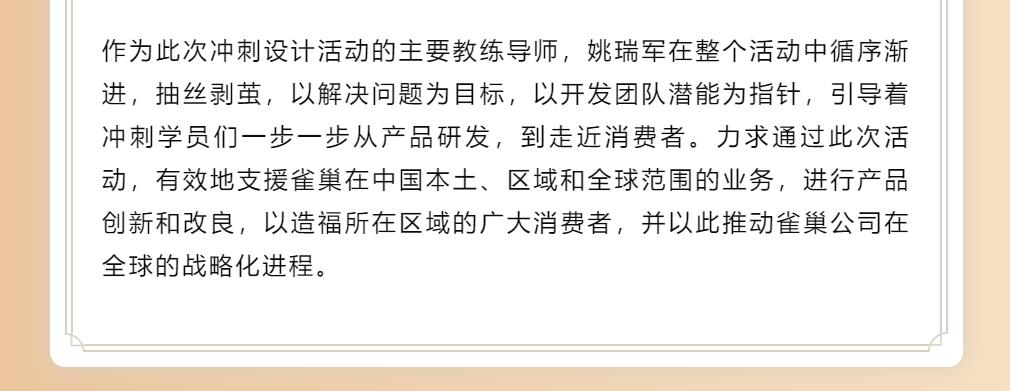 作为此次冲刺设计活动的主要教练导师，姚瑞军在整个活动中循序渐
进，抽丝剥茧，以解决问题为目标，以开发团队潜能为指针，引导着
冲刺学员们一步一步从产品研发，到走近消费者。力求通过此次活
动，有效地支援雀巢在中国本土、区域和全球范围的业务，进行产品
创新和改良，以造福所在区域的广大消费者，并以此推动雀巢公司在
全球的战略化进程。